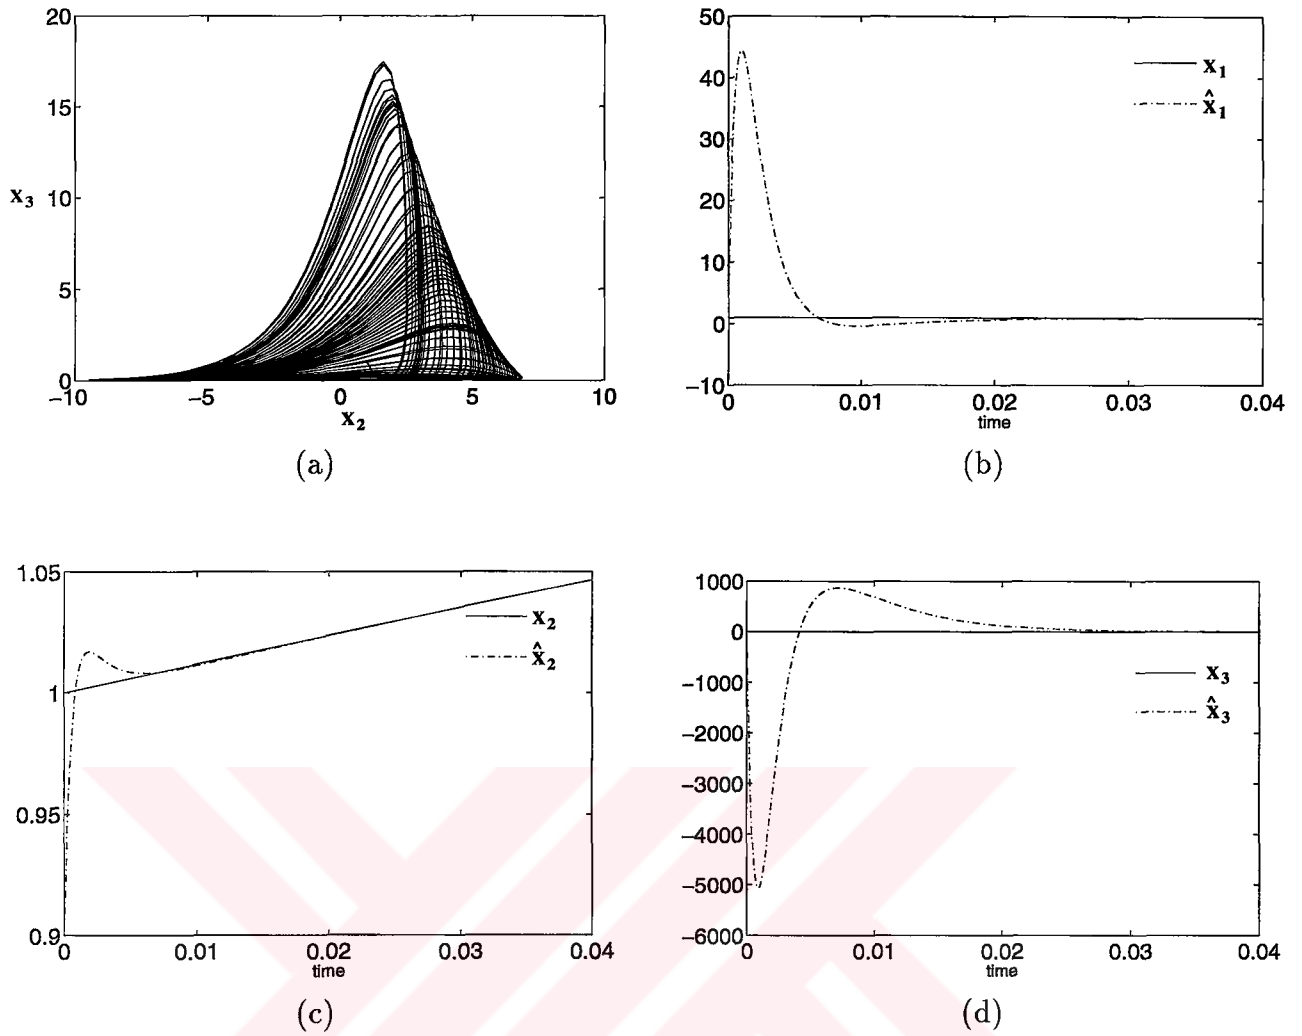 20
15
x₃ 10
5
0
−10 −5 0 5 10
x₂
(a)
50
40
30
20
10
0
−10
x₁
x̂₁
0 0.01 0.02 0.03 0.04
time
(b)
1.05
1
0.95
0.9
x₂
x̂₂
0 0.01 0.02 0.03 0.04
time
(c)
1000
0
−1000
−2000
−3000
−4000
−5000
−6000
x₃
x̂₃
0 0.01 0.02 0.03 0.04
time
(d)